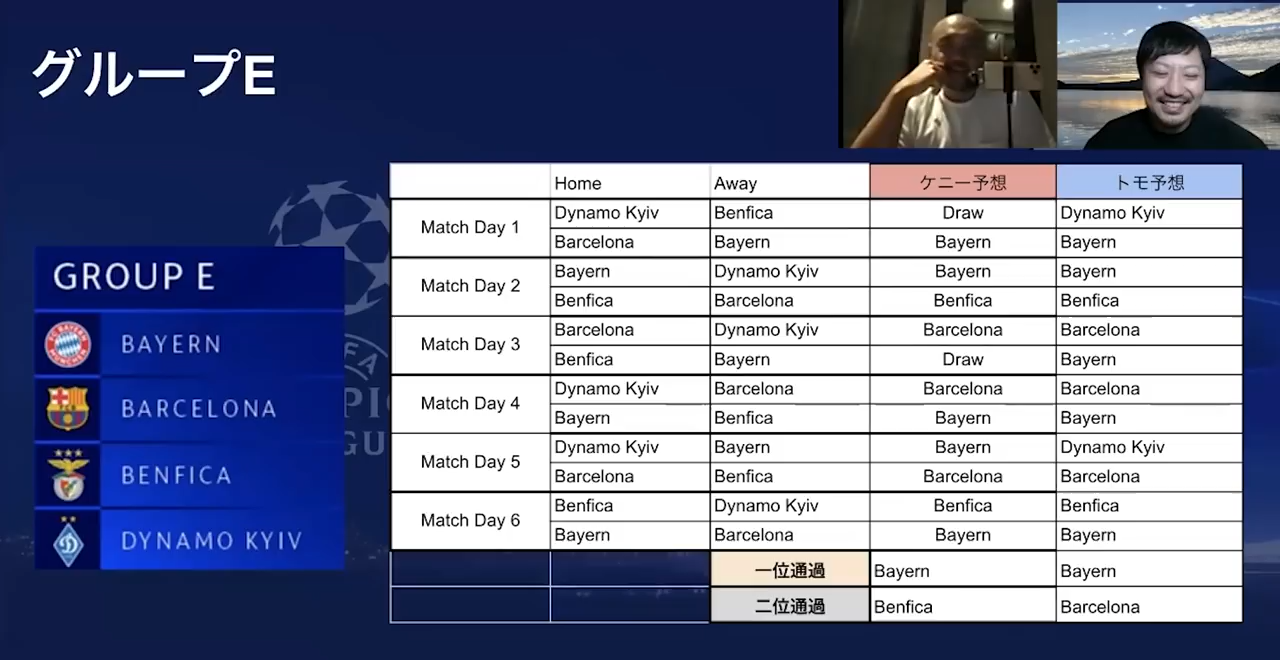 グループE
GROUP E
BAYERN
BARCELONA
BENFICA
DYNAMO KYIV
Home Away ケニー予想 トモ予想
Match Day 1
Dynamo Kyiv Benfica Draw Dynamo Kyiv
Barcelona Bayern Bayern Bayern
Match Day 2
Bayern Dynamo Kyiv Bayern Bayern
Benfica Barcelona Benfica Benfica
Match Day 3
Barcelona Dynamo Kyiv Barcelona Barcelona
Benfica Bayern Draw Bayern
Match Day 4
Dynamo Kyiv Barcelona Barcelona Barcelona
Bayern Benfica Bayern Bayern
Match Day 5
Dynamo Kyiv Bayern Bayern Dynamo Kyiv
Barcelona Benfica Barcelona Barcelona
Match Day 6
Benfica Dynamo Kyiv Benfica Benfica
Bayern Barcelona Bayern Bayern
一位通過 Bayern Bayern
二位通過 Benfica Barcelona